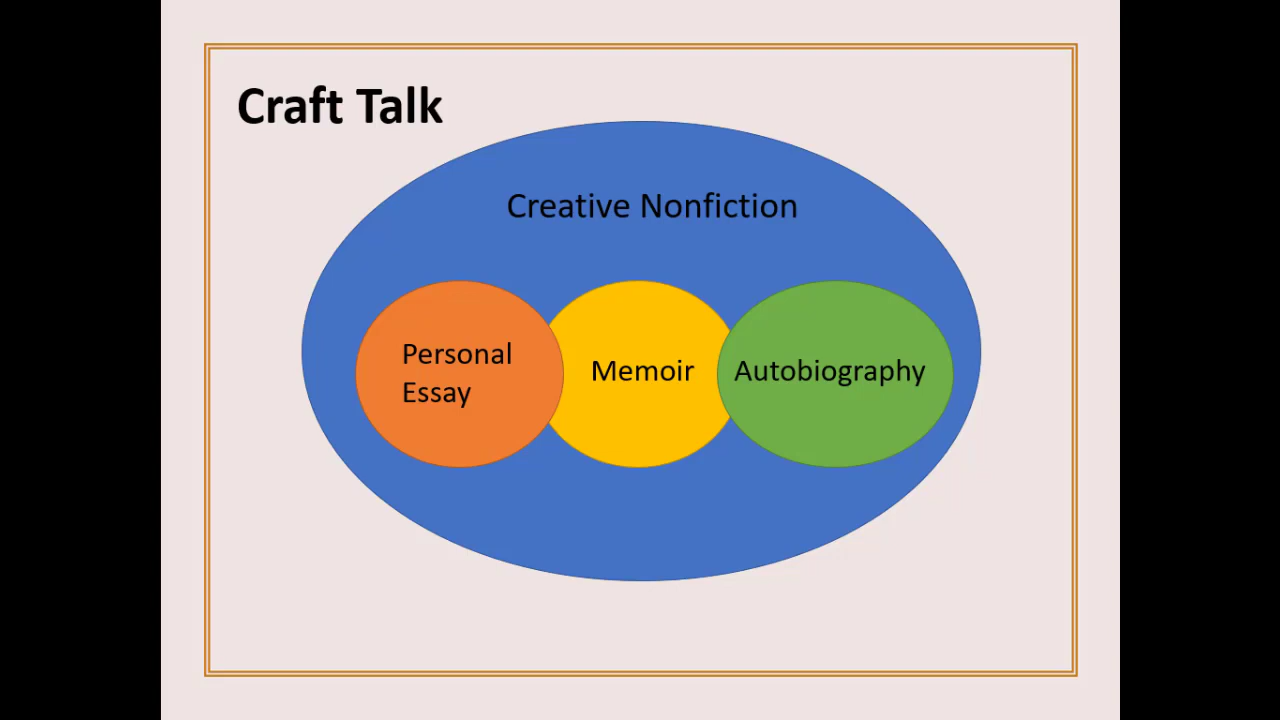 Craft Talk
Creative Nonfiction
Personal
Essay
Memoir
Autobiography